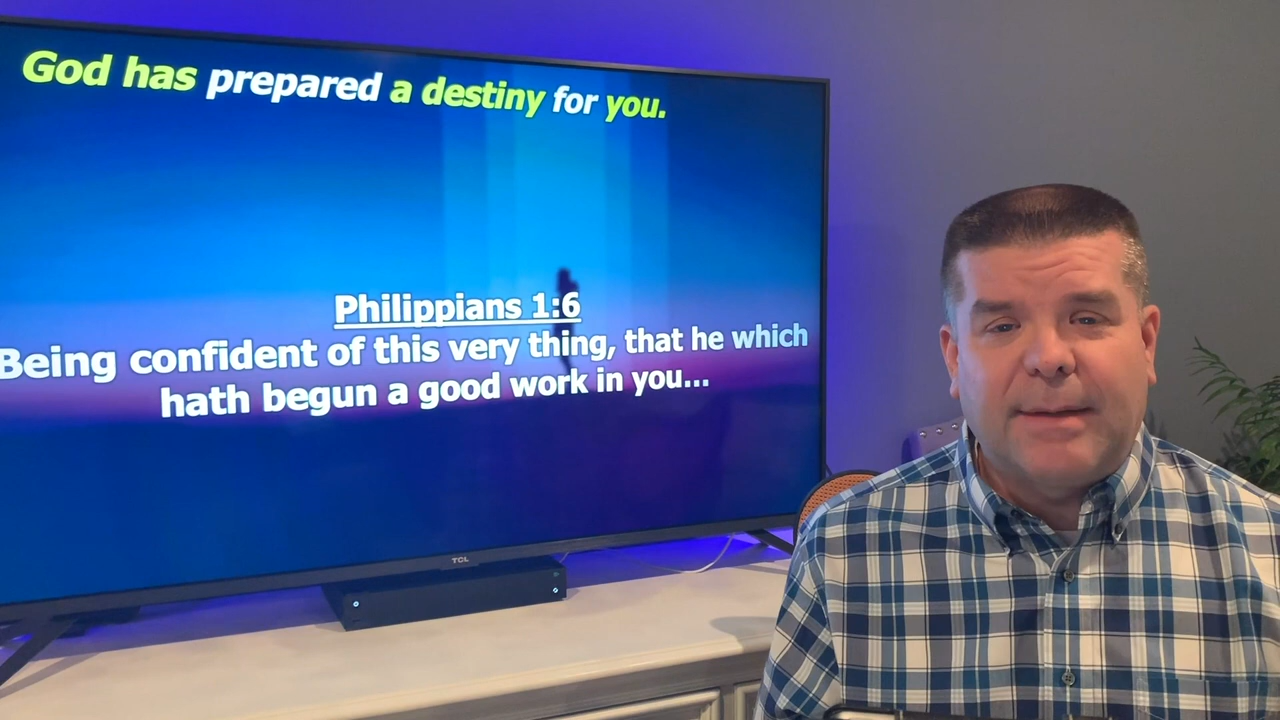 God has prepared a destiny for you.
Philippians 1:6
Being confident of this very thing, that he which
hath begun a good work in you...
TCL